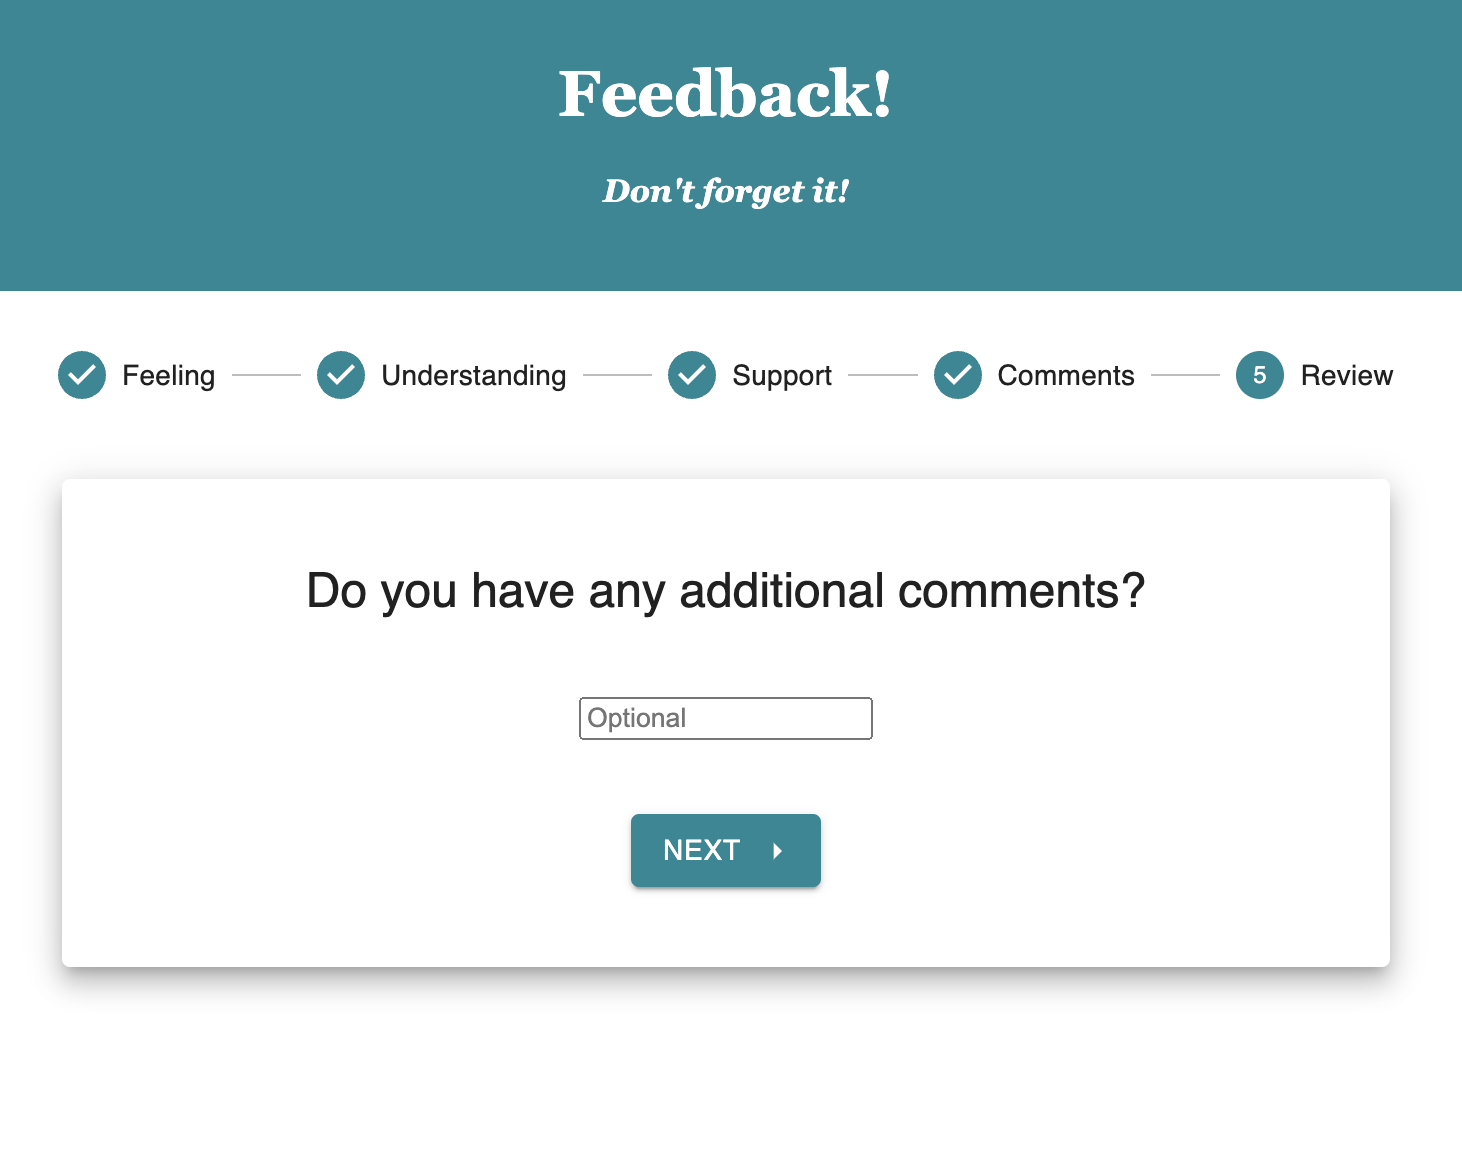 Feedback!
Don't forget it!
Feeling Understanding Support Comments 5 Review
Do you have any additional comments?
Optional
NEXT